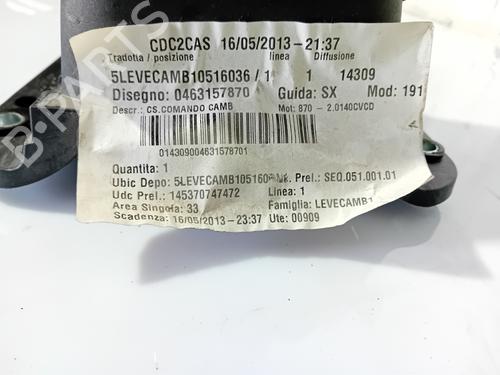 CDC2CAS 16/05/2013-21:37
Tradotta / posizione linea Diffusione
5LEVECAMB10516036 / 1 1 14309
Disegno: 0463157870 Guida: SX Mod: 191
Descr.: CS.COMANDO CAMB Mot: 870 - 2.0140CVCD
014309004631578701
Quantita: 1
Ubic Depo: 5LEVECAMB105160 Prel.: SEQ.051.001.01
Udc Prel.: 145370747472 Linea: 1
Area Singola: 33 Famiglia: LEVECAMB1
Scadenza: 16/05/2013-23:37 Ute: 00909